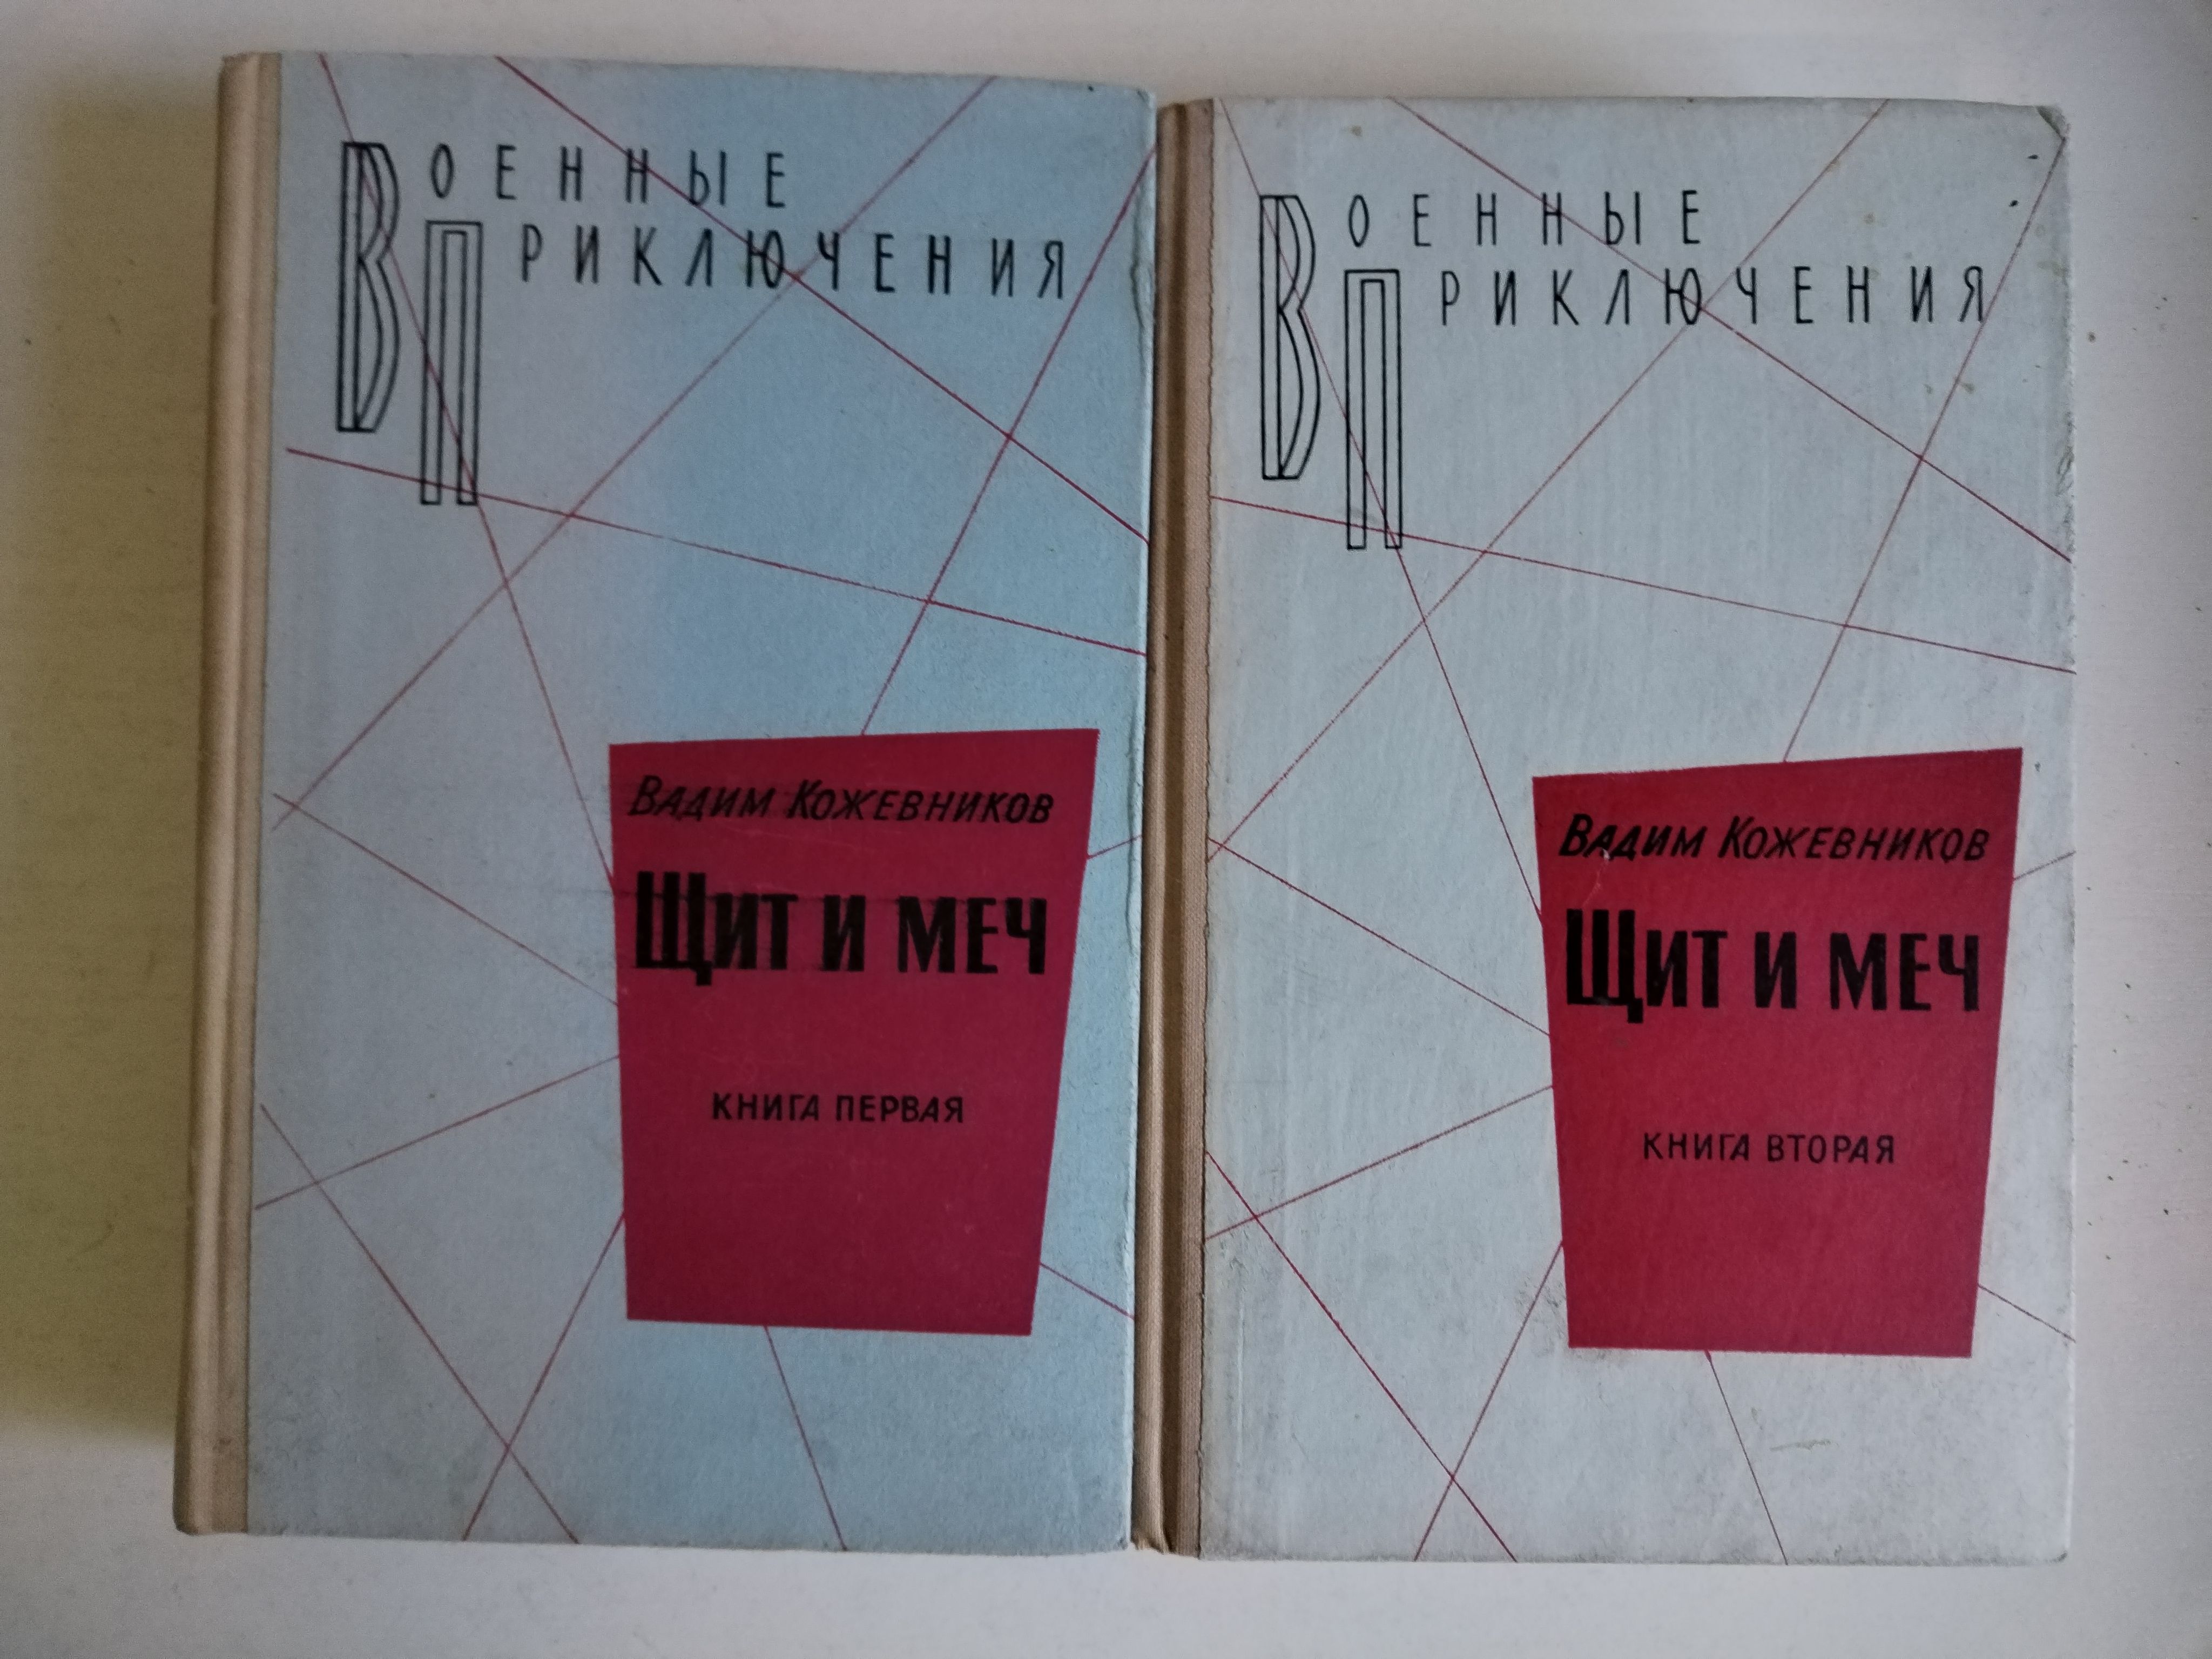 Военные
Приключения
Вадим Кожевников
Щит и меч
книга первая
Военные
Приключения
Вадим Кожевников
Щит и меч
книга вторая